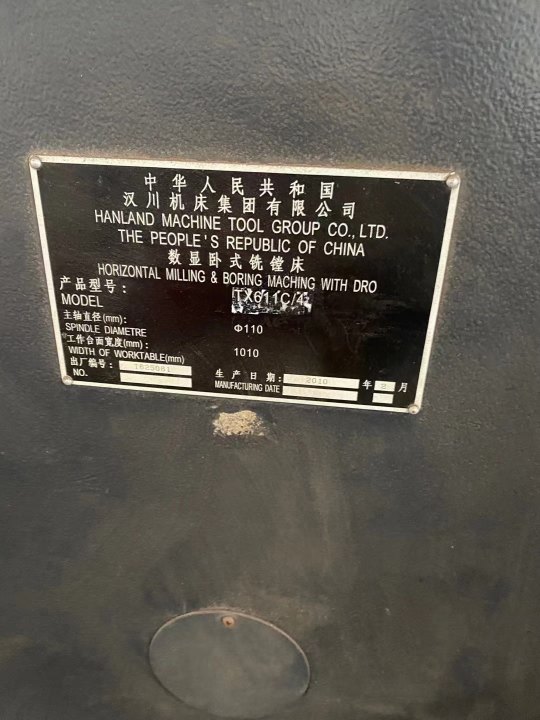 中华人民共和国
汉川机床集团有限公司
HANLAND MACHINE TOOL GROUP CO., LTD.
THE PEOPLE'S REPUBLIC OF CHINA
数显卧式铣镗床
HORIZONTAL MILLING & BORING MACHING WITH DRO
产品型号： TX611C/4
MODEL
主轴直径(mm):
SPINDLE DIAMETRE Φ110
工作台面宽度(mm):
WIDTH OF WORKTABLE(mm) 1010
出厂编号： 生产日期： 2010 年 2 月
NO. MANUFACTURING DATE